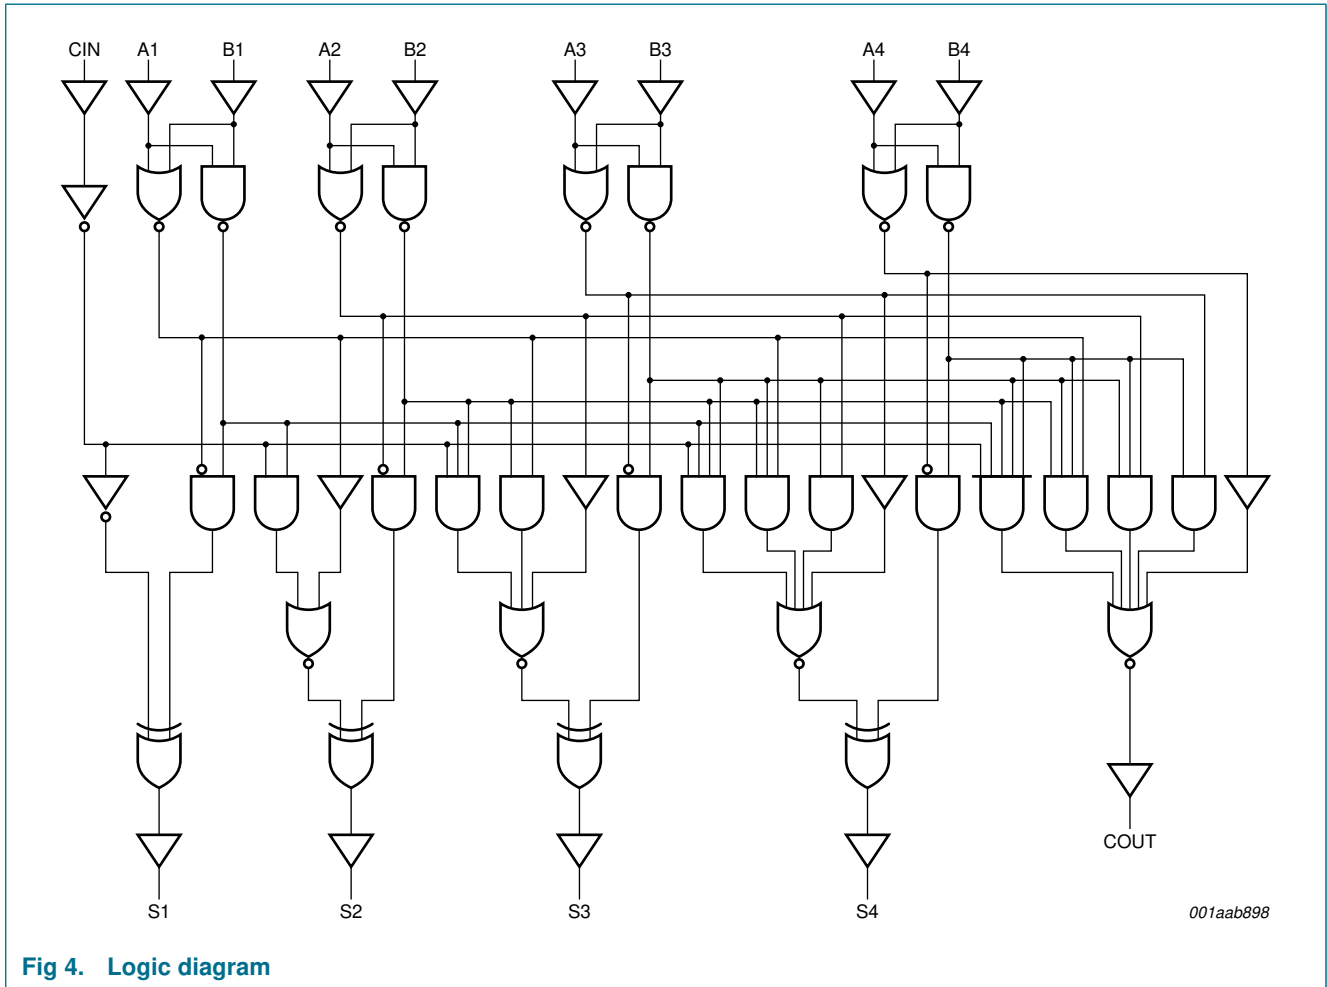 CIN A1 B1 A2 B2 A3 B3 A4 B4
COUT
S1 S2 S3 S4 001aab898
Fig 4. Logic diagram